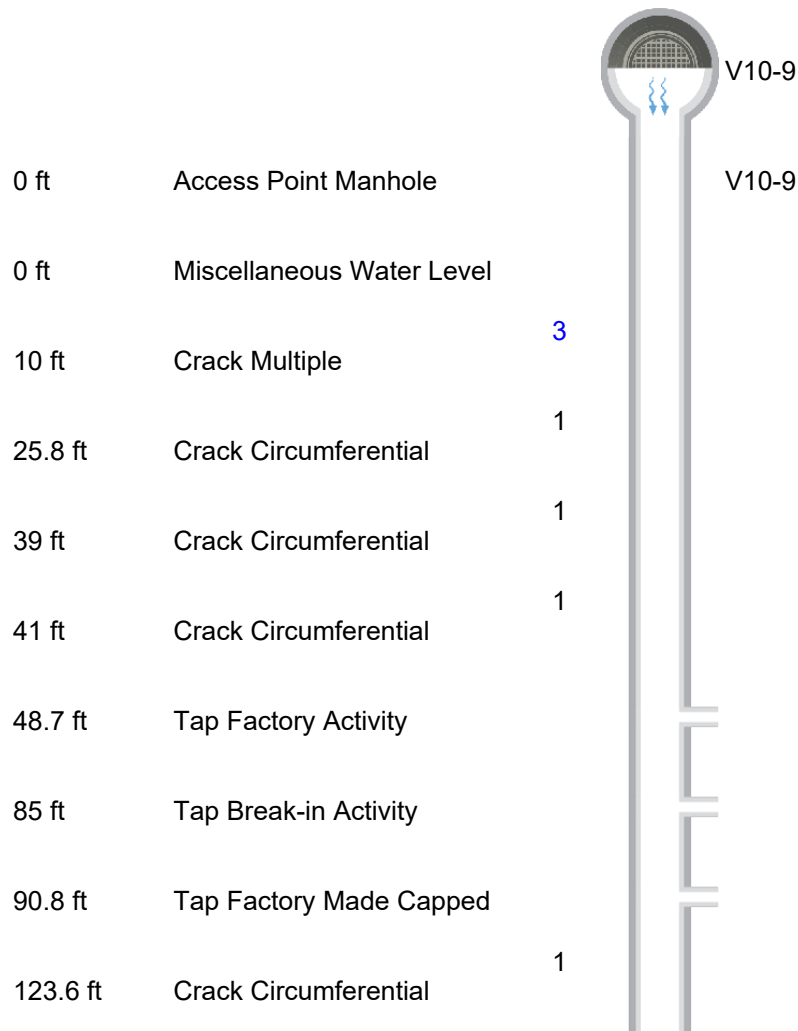 V10-9
0 ft Access Point Manhole V10-9
0 ft Miscellaneous Water Level
3
10 ft Crack Multiple
1
25.8 ft Crack Circumferential
1
39 ft Crack Circumferential
1
41 ft Crack Circumferential
48.7 ft Tap Factory Activity
85 ft Tap Break-in Activity
90.8 ft Tap Factory Made Capped
1
123.6 ft Crack Circumferential